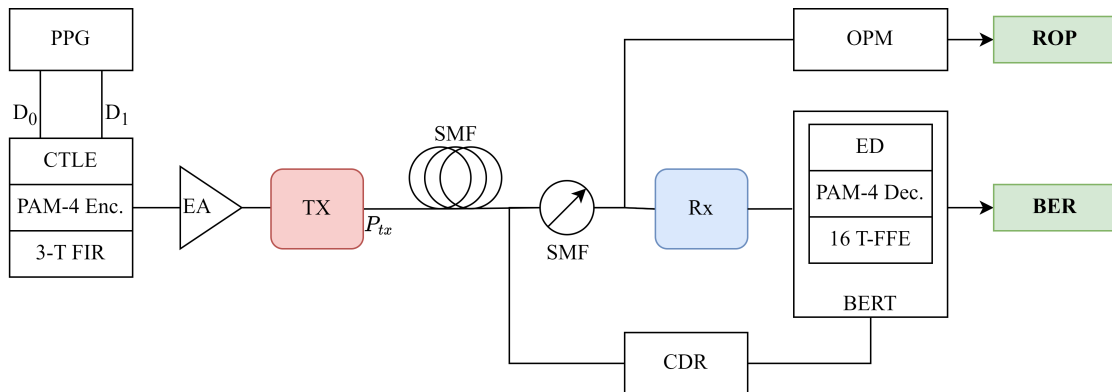 PPG
D₀
D₁
CTLE
PAM-4 Enc.
3-T FIR
EA
TX
P_tx
SMF
SMF
OPM
ROP
Rx
ED
PAM-4 Dec.
16 T-FFE
BERT
BER
CDR